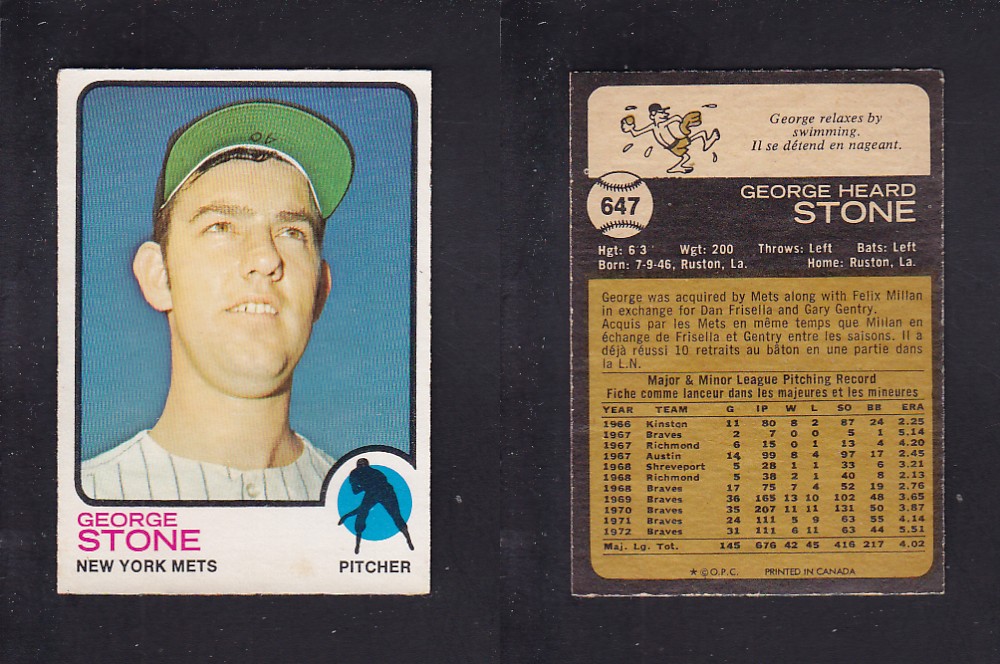 GEORGE
STONE
NEW YORK METS
PITCHER
George relaxes by
swimming.
Il se détend en nageant.
647
GEORGE HEARD
STONE
Hgt: 6'3 Wgt: 200 Throws: Left Bats: Left
Born: 7-9-46, Ruston, La. Home: Ruston, La.
George was acquired by Mets along with Felix Millan
in exchange for Dan Frisella and Gary Gentry.
Acquis par les Mets en même temps que Millan en
échange de Frisella et Gentry entre les saisons. Il a
déjà réussi 10 retraits au bâton en une partie dans
la L.N.
Major & Minor League Pitching Record
Fiche comme lanceur dans les majeures et les mineures
YEAR TEAM G IP W L SO BB ERA
1966 Kinston 11 80 8 2 87 24 2.25
1967 Braves 2 7 0 0 5 1 5.14
1967 Richmond 6 15 0 1 13 4 4.20
1967 Austin 14 99 8 4 97 17 2.45
1968 Shreveport 5 28 1 1 33 6 3.21
1968 Richmond 5 38 2 1 40 8 2.13
1968 Braves 17 75 7 4 52 19 2.76
1969 Braves 36 165 13 10 102 48 3.65
1970 Braves 35 207 11 11 131 50 3.87
1971 Braves 24 111 5 9 63 55 4.14
1972 Braves 31 111 6 11 63 44 5.51
Maj. Lg. Tot. 145 676 42 45 416 217 4.02
★ © O.P.C. PRINTED IN CANADA